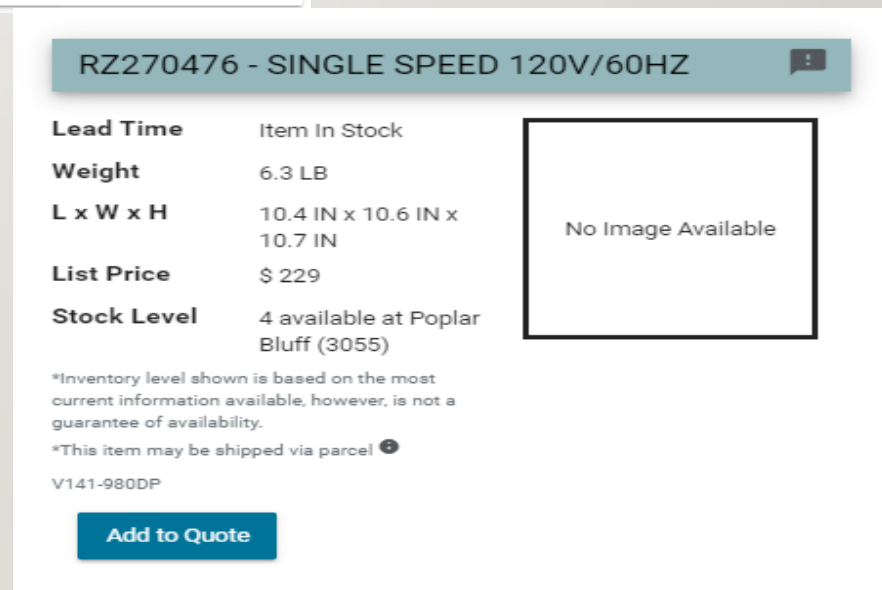 RZ270476 - SINGLE SPEED 120V/60HZ
Lead Time Item In Stock
Weight 6.3 LB
L x W x H 10.4 IN x 10.6 IN x
10.7 IN
List Price $ 229
Stock Level 4 available at Poplar
Bluff (3055)
No Image Available
*Inventory level shown is based on the most
current information available, however, is not a
guarantee of availability.
*This item may be shipped via parcel
V141-980DP
Add to Quote